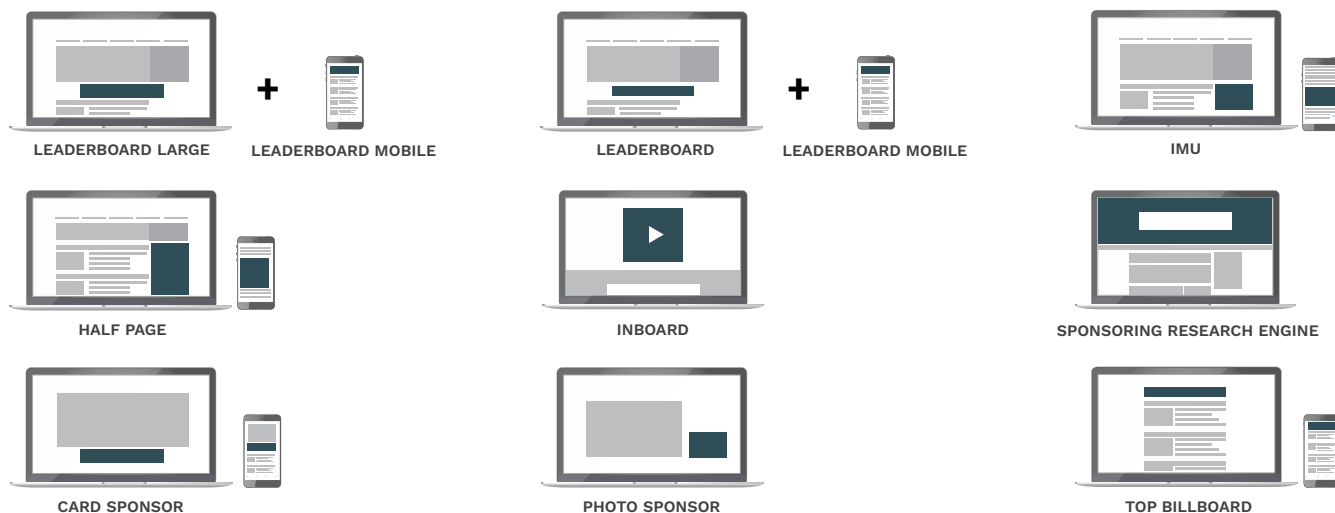 LEADERBOARD LARGE
LEADERBOARD MOBILE
LEADERBOARD
LEADERBOARD MOBILE
IMU
HALF PAGE
INBOARD
SPONSORING RESEARCH ENGINE
CARD SPONSOR
PHOTO SPONSOR
TOP BILLBOARD